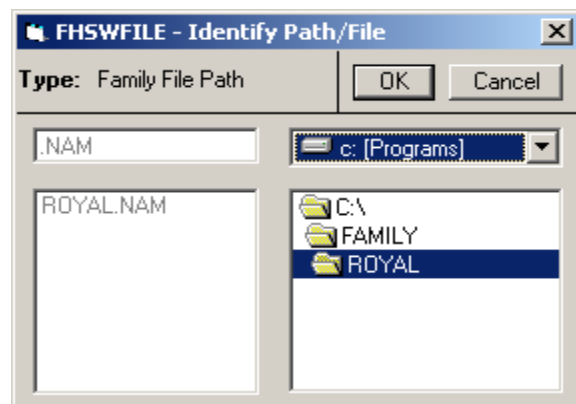 FHSWFILE - Identify Path/File
Type: Family File Path
OK
Cancel
.NAM
c: [Programs]
ROYAL.NAM
C:\
FAMILY
ROYAL